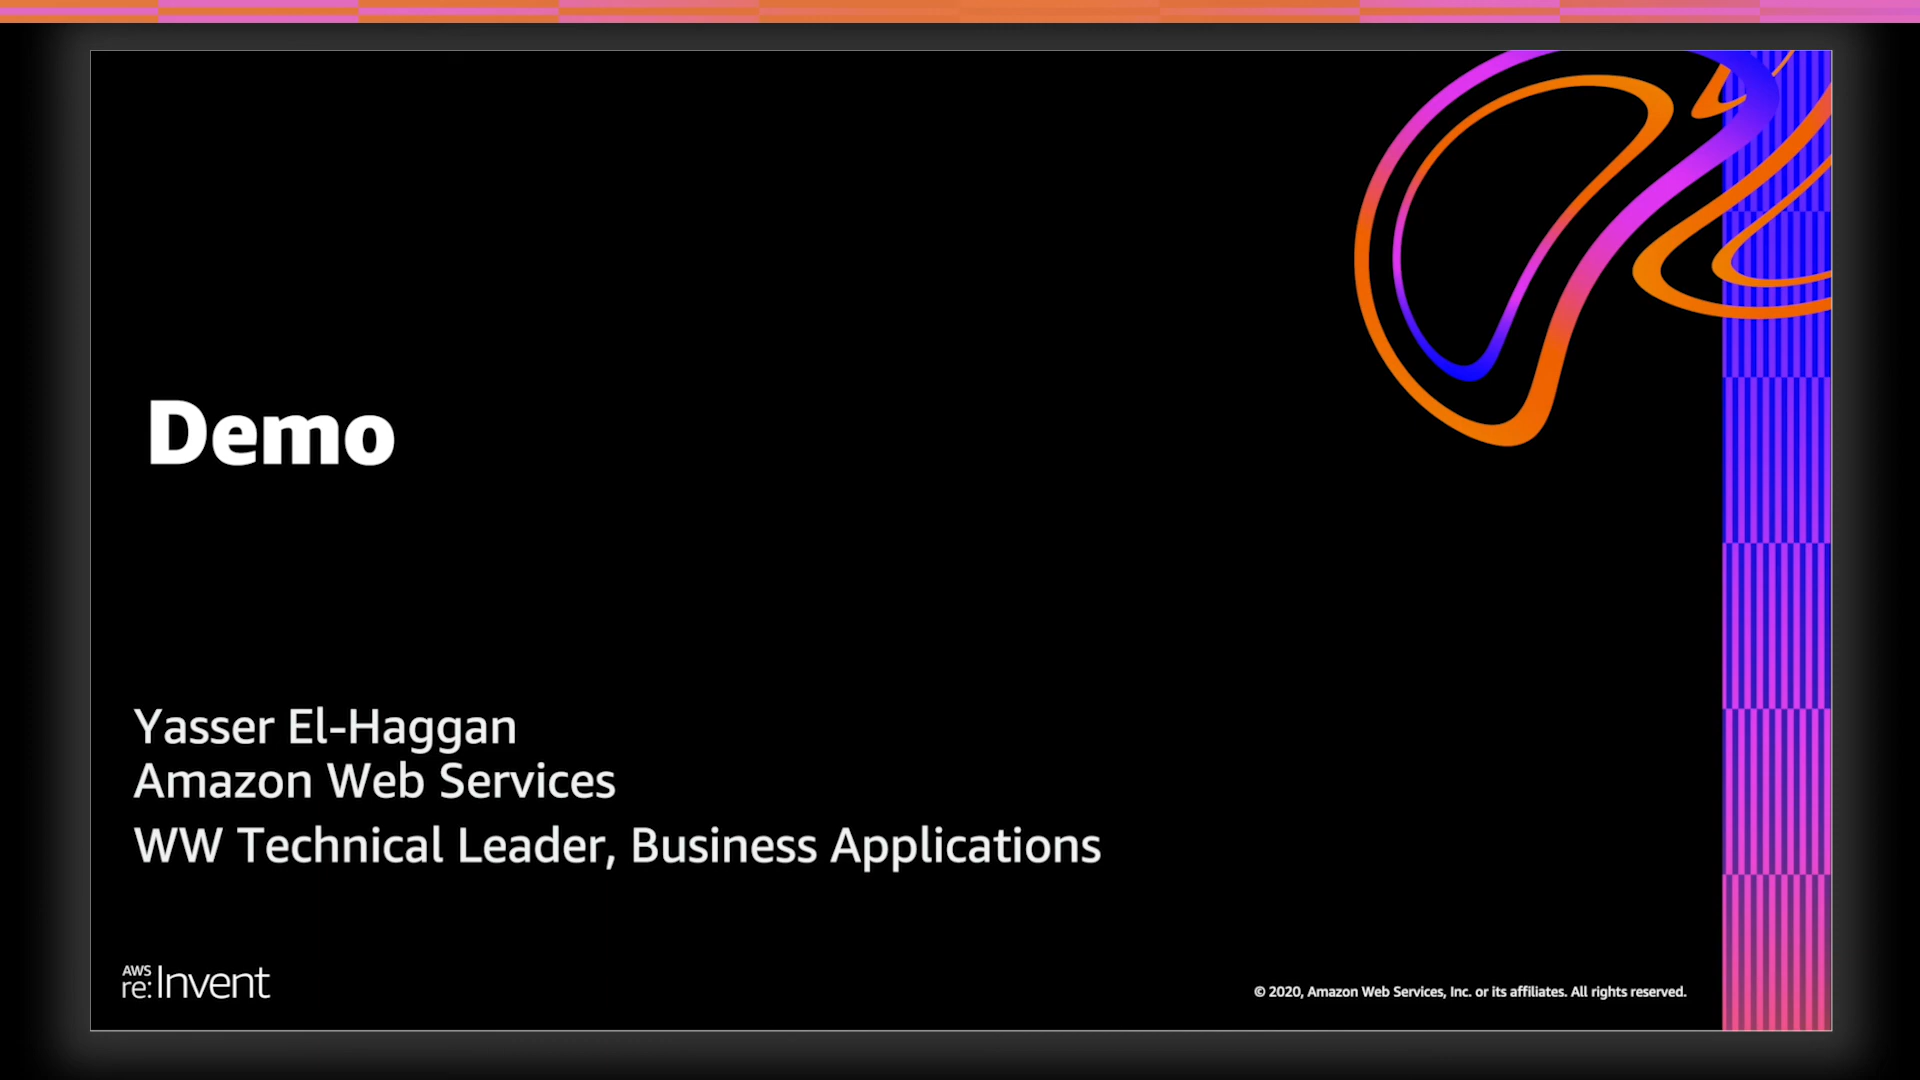 Demo
Yasser El-Haggan
Amazon Web Services
WW Technical Leader, Business Applications
AWS
re:Invent
© 2020, Amazon Web Services, Inc. or its affiliates. All rights reserved.